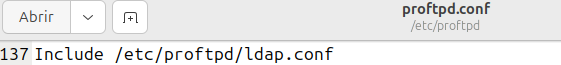 Abrir
proftpd.conf
/etc/proftpd
137 Include /etc/proftpd/ldap.conf